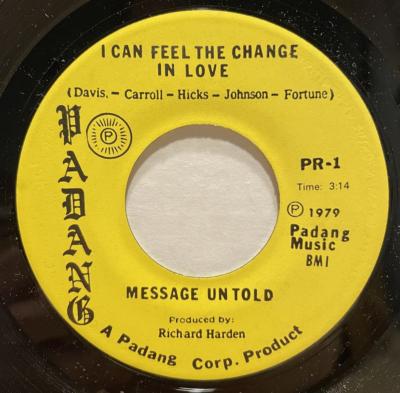 I CAN FEEL THE CHANGE
IN LOVE
(Davis, - Carroll - Hicks - Johnson - Fortune)
PADANG
P
PR-1
Time: 3:14
℗ 1979
Padang
Music
BMI
MESSAGE UNTOLD
Produced by:
Richard Harden
A Padang Corp. Product